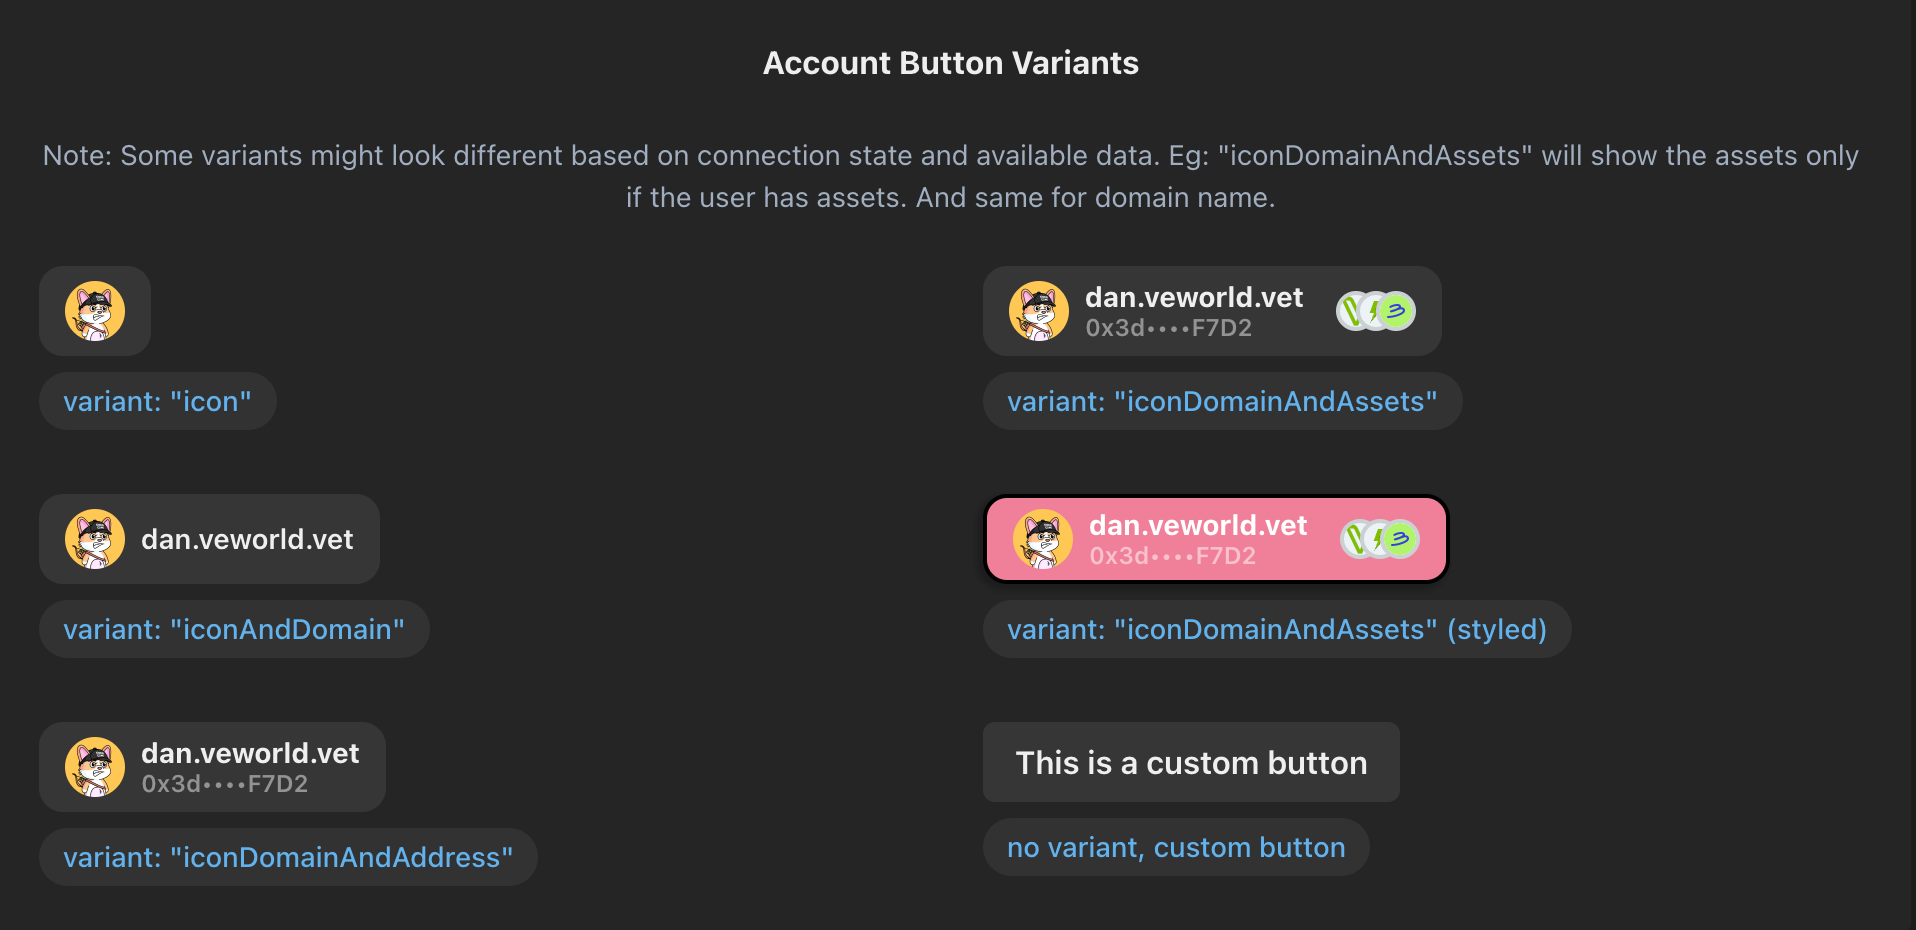 Account Button Variants
Note: Some variants might look different based on connection state and available data. Eg: "iconDomainAndAssets" will show the assets only
if the user has assets. And same for domain name.
variant: "icon"
dan.veworld.vet
0x3d••••F7D2
variant: "iconDomainAndAssets"
dan.veworld.vet
variant: "iconAndDomain"
dan.veworld.vet
0x3d••••F7D2
variant: "iconDomainAndAssets" (styled)
dan.veworld.vet
0x3d••••F7D2
variant: "iconDomainAndAddress"
This is a custom button
no variant, custom button